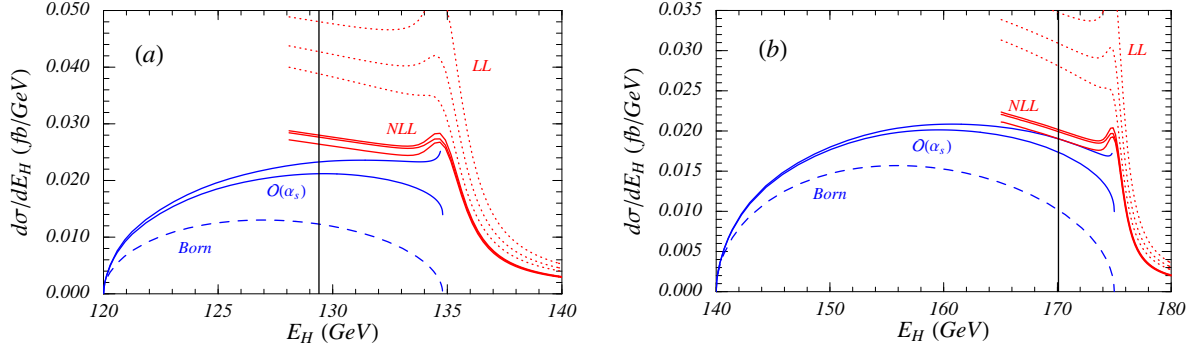 0.050
0.040
0.030
0.020
0.010
0.000
dσ/dE_H (fb/GeV)
(a)
LL
NLL
O(α_s)
Born
120
125
130
135
140
E_H (GeV)
0.035
0.030
0.025
0.020
0.015
0.010
0.005
0.000
dσ/dE_H (fb/GeV)
(b)
LL
NLL
O(α_s)
Born
140
150
160
170
180
E_H (GeV)